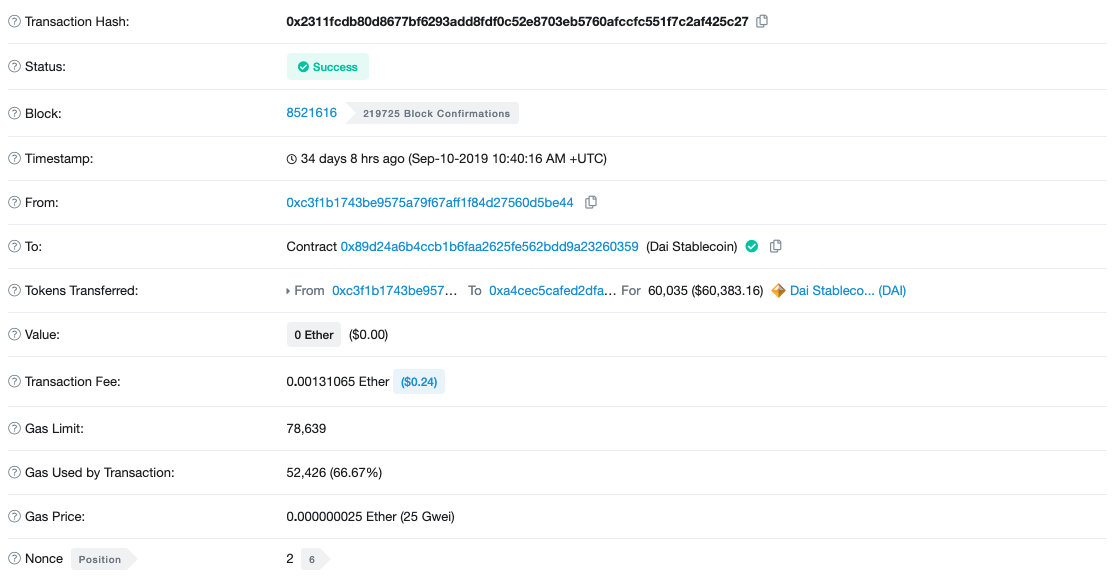 Transaction Hash: 0x2311fcdb80d8677bf6293add8fdf0c52e8703eb5760afccfc551f7c2af425c27
Status: Success
Block: 8521616 219725 Block Confirmations
Timestamp: 34 days 8 hrs ago (Sep-10-2019 10:40:16 AM +UTC)
From: 0xc3f1b1743be9575a79f67aff1f84d27560d5be44
To: Contract 0x89d24a6b4ccb1b6faa2625fe562bdd9a23260359 (Dai Stablecoin)
Tokens Transferred: From 0xc3f1b1743be957... To 0xa4cec5cafed2dfa... For 60,035 ($60,383.16) Dai Stableco... (DAI)
Value: 0 Ether ($0.00)
Transaction Fee: 0.00131065 Ether ($0.24)
Gas Limit: 78,639
Gas Used by Transaction: 52,426 (66.67%)
Gas Price: 0.000000025 Ether (25 Gwei)
Nonce Position 2 6